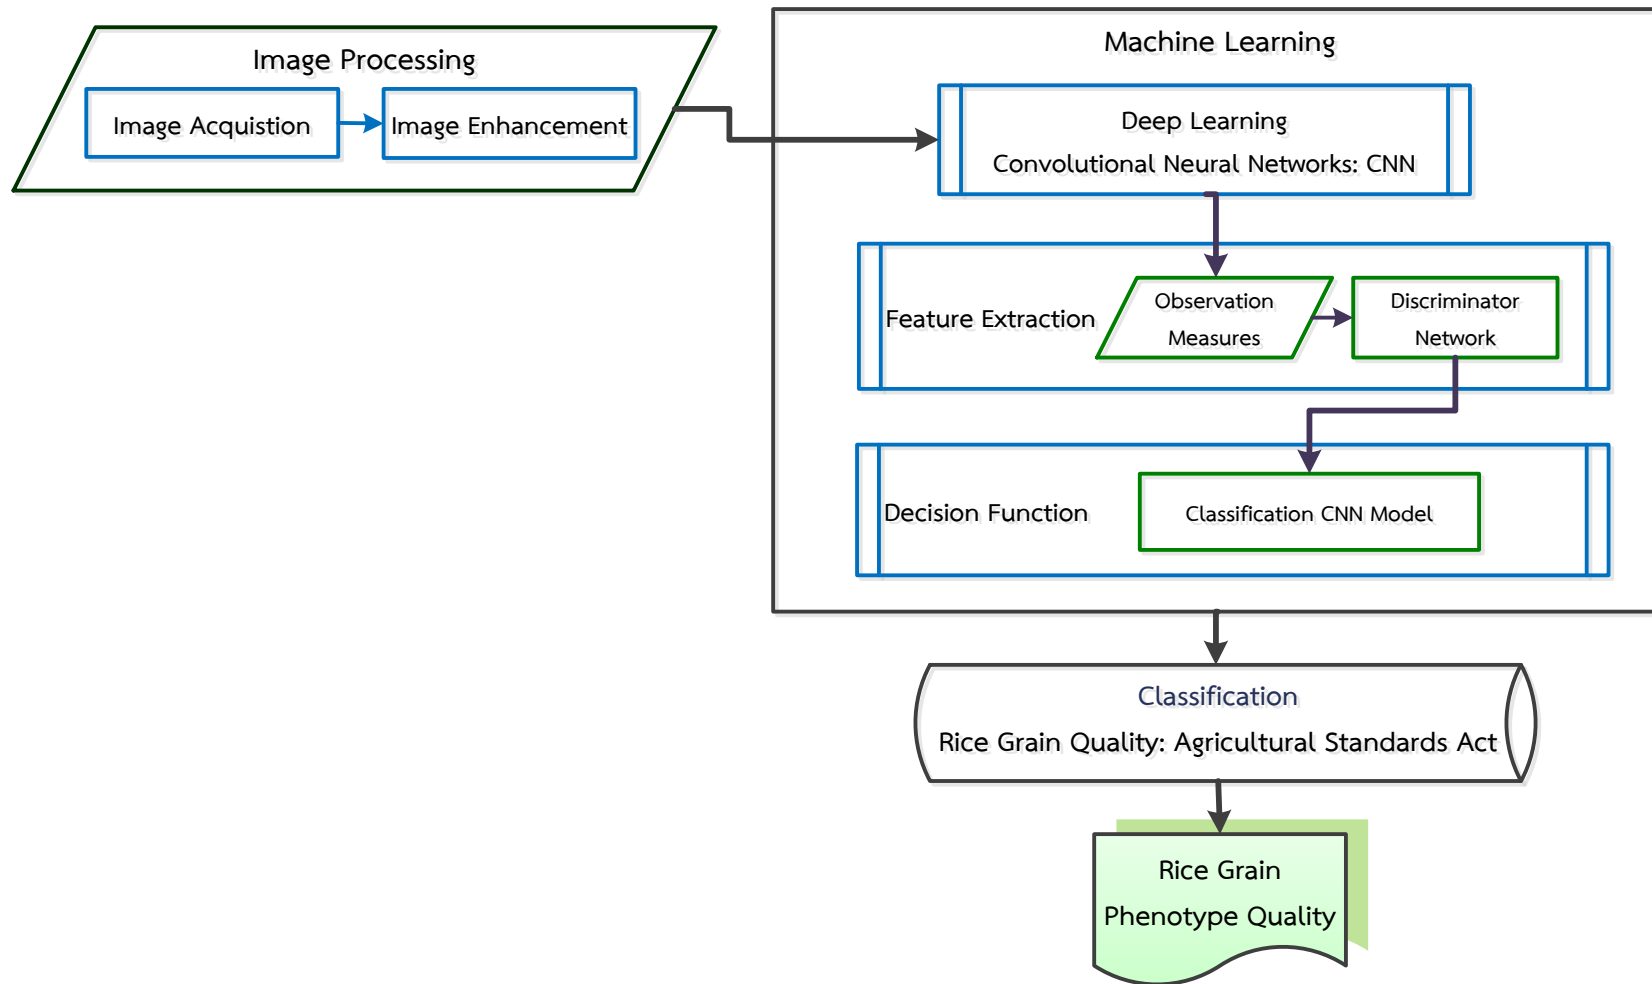 Image Processing
Image Acquistion
Image Enhancement
Machine Learning
Deep Learning
Convolutional Neural Networks: CNN
Feature Extraction
Observation
Measures
Discriminator
Network
Decision Function
Classification CNN Model
Classification
Rice Grain Quality: Agricultural Standards Act
Rice Grain
Phenotype Quality